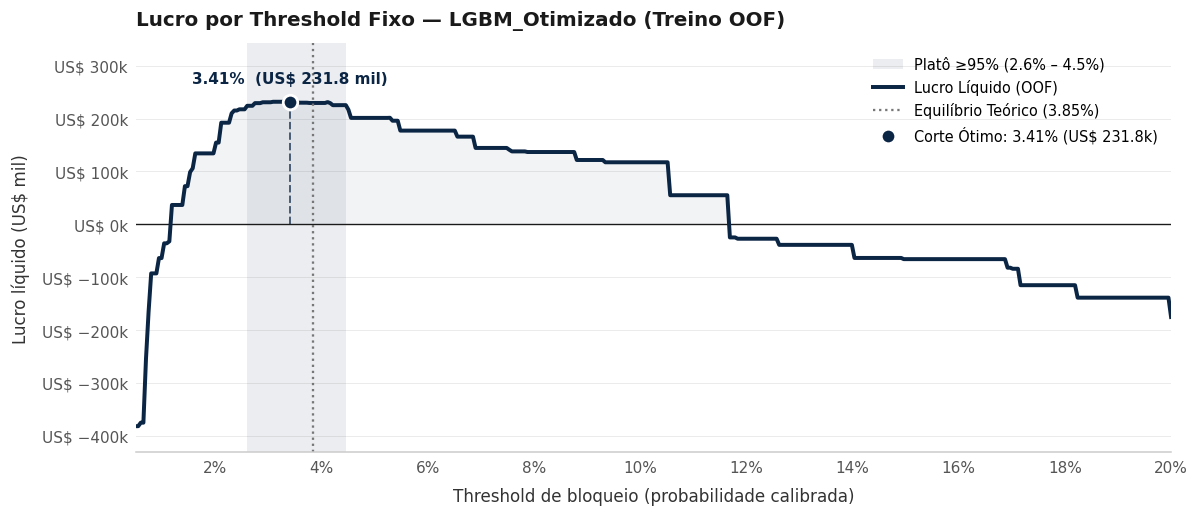 Lucro por Threshold Fixo — LGBM_Otimizado (Treino OOF)
US$ 300k
US$ 200k
US$ 100k
US$ 0k
US$ −100k
US$ −200k
US$ −300k
US$ −400k
Lucro líquido (US$ mil)
3.41% (US$ 231.8 mil)
Platô ≥95% (2.6% – 4.5%)
Lucro Líquido (OOF)
Equilíbrio Teórico (3.85%)
Corte Ótimo: 3.41% (US$ 231.8k)
2% 4% 6% 8% 10% 12% 14% 16% 18% 20%
Threshold de bloqueio (probabilidade calibrada)